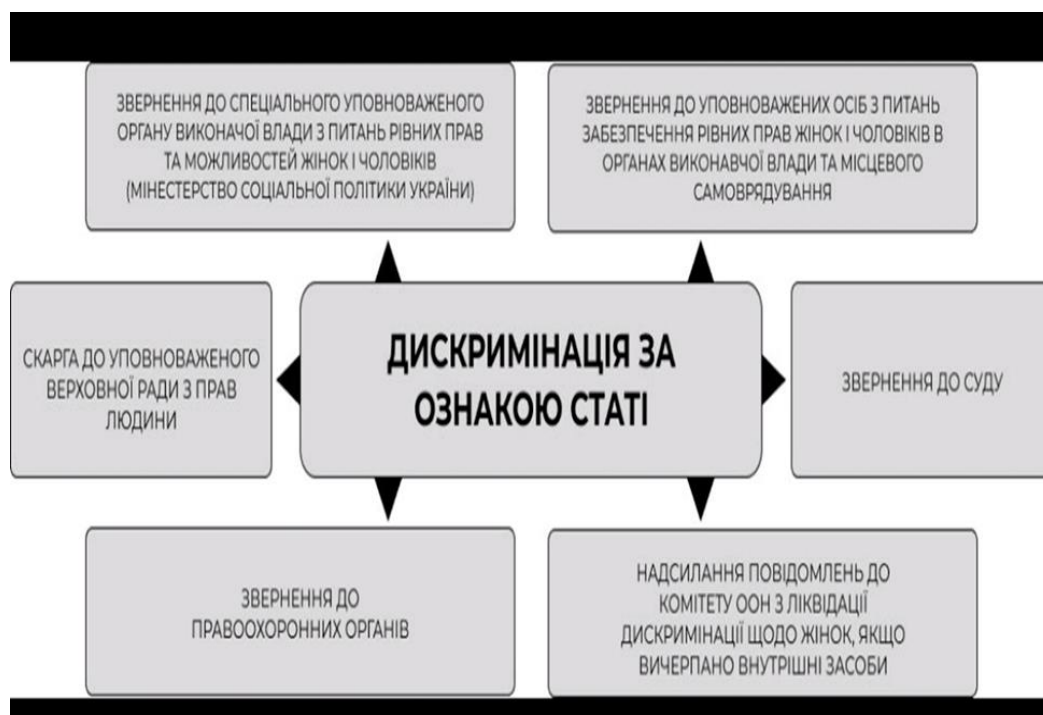 ЗВЕРНЕННЯ ДО СПЕЦІАЛЬНОГО УПОВНОВАЖЕНОГО
ОРГАНУ ВИКОНАЧОЇ ВЛАДИ З ПИТАНЬ РІВНИХ ПРАВ
ТА МОЖЛИВОСТЕЙ ЖІНОК І ЧОЛОВІКІВ
(МІНЕСТЕРСТВО СОЦІАЛЬНОЇ ПОЛІТИКИ УКРАЇНИ)
ЗВЕРНЕННЯ ДО УПОВНОВАЖЕНИХ ОСІБ З ПИТАНЬ
ЗАБЕЗПЕЧЕННЯ РІВНИХ ПРАВ ЖІНОК І ЧОЛОВІКІВ В
ОРГАНАХ ВИКОНАВЧОЇ ВЛАДИ ТА МІСЦЕВОГО
САМОВРЯДУВАННЯ
СКАРГА ДО УПОВНОВАЖЕНОГО
ВЕРХОВНОЇ РАДИ З ПРАВ
ЛЮДИНИ
ДИСКРИМІНАЦІЯ ЗА
ОЗНАКОЮ СТАТІ
ЗВЕРНЕННЯ ДО СУДУ
ЗВЕРНЕННЯ ДО
ПРАВООХОРОННИХ ОРГАНІВ
НАДСИЛАННЯ ПОВІДОМЛЕНЬ ДО
КОМІТЕТУ ООН З ЛІКВІДАЦІЇ
ДИСКРИМІНАЦІЇ ЩОДО ЖІНОК, ЯКЩО
ВИЧЕРПАНО ВНУТРІШНІ ЗАСОБИ